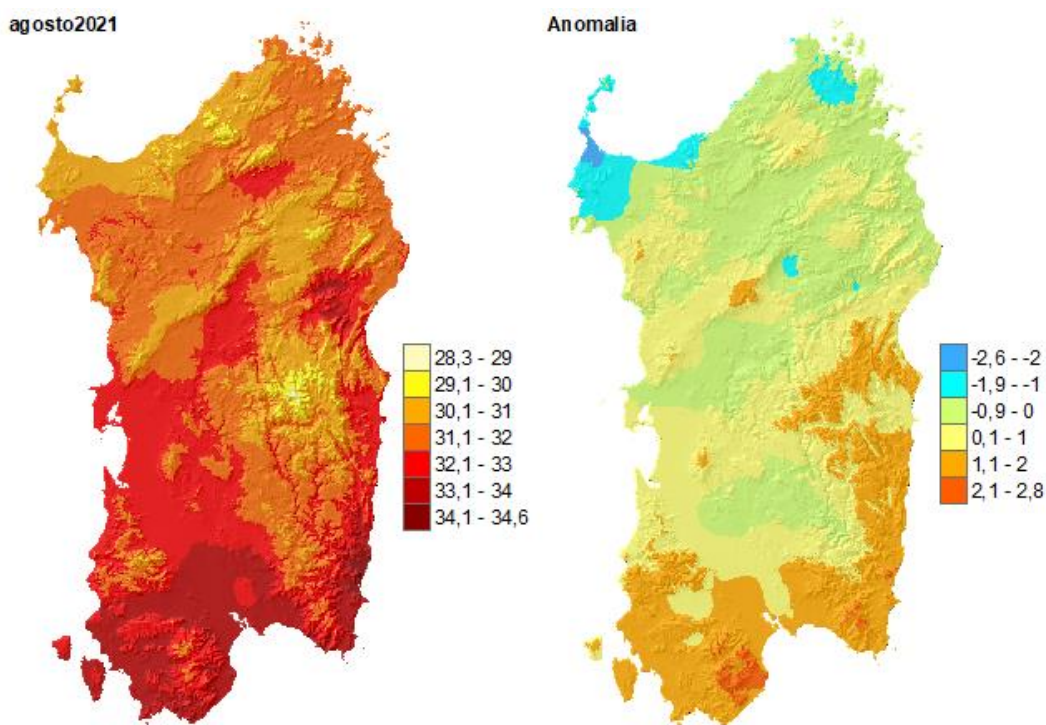 agosto2021
28,3 - 29
29,1 - 30
30,1 - 31
31,1 - 32
32,1 - 33
33,1 - 34
34,1 - 34,6
Anomalia
-2,6 - -2
-1,9 - -1
-0,9 - 0
0,1 - 1
1,1 - 2
2,1 - 2,8